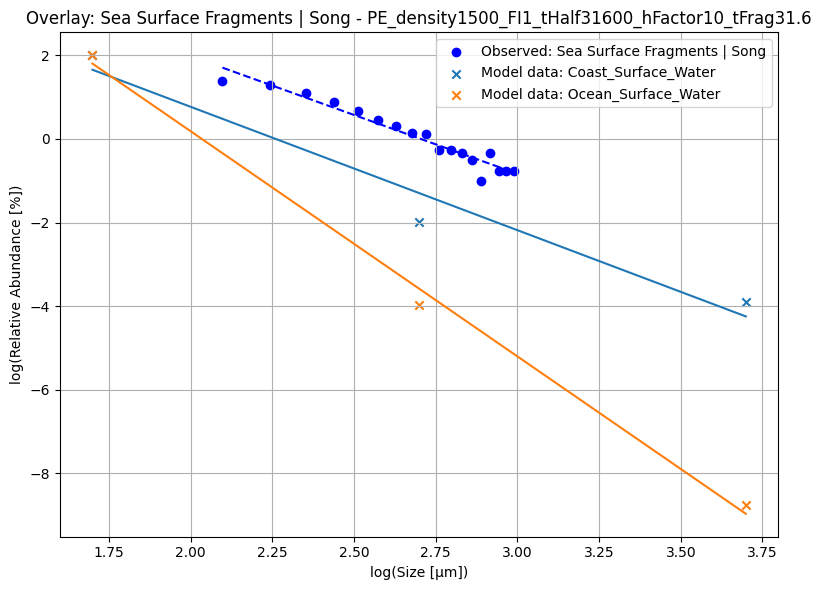 Overlay: Sea Surface Fragments | Song - PE_density1500_FI1_tHalf31600_hFactor10_tFrag31.6
Observed: Sea Surface Fragments | Song
Model data: Coast_Surface_Water
Model data: Ocean_Surface_Water
log(Relative Abundance [%])
2
0
−2
−4
−6
−8
1.75
2.00
2.25
2.50
2.75
3.00
3.25
3.50
3.75
log(Size [µm])